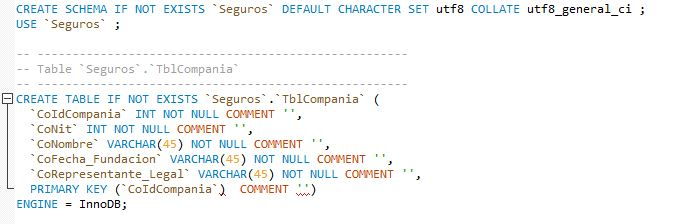 CREATE SCHEMA IF NOT EXISTS `Seguros` DEFAULT CHARACTER SET utf8 COLLATE utf8_general_ci ;
USE `Seguros` ;
-- -----------------------------------------------------
-- Table `Seguros`.`TblCompania`
-- -----------------------------------------------------
CREATE TABLE IF NOT EXISTS `Seguros`.`TblCompania` (
`CoIdCompania` INT NOT NULL COMMENT '',
`CoNit` INT NOT NULL COMMENT '',
`CoNombre` VARCHAR(45) NOT NULL COMMENT '',
`CoFecha_Fundacion` VARCHAR(45) NOT NULL COMMENT '',
`CoRepresentante_Legal` VARCHAR(45) NOT NULL COMMENT '',
PRIMARY KEY (`CoIdCompania`)  COMMENT '')
ENGINE = InnoDB;